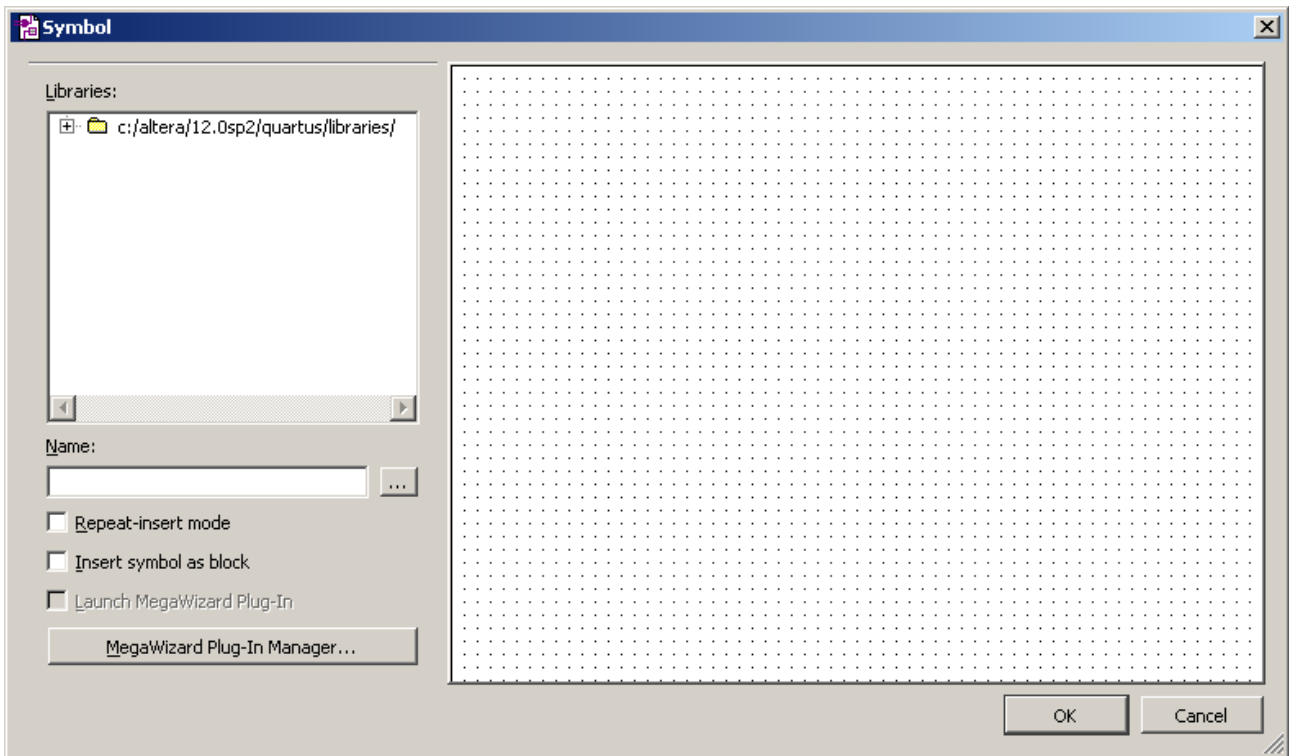 Symbol
Libraries:
c:/altera/12.0sp2/quartus/libraries/
Name:
...
Repeat-insert mode
Insert symbol as block
Launch MegaWizard Plug-In
MegaWizard Plug-In Manager...
OK
Cancel